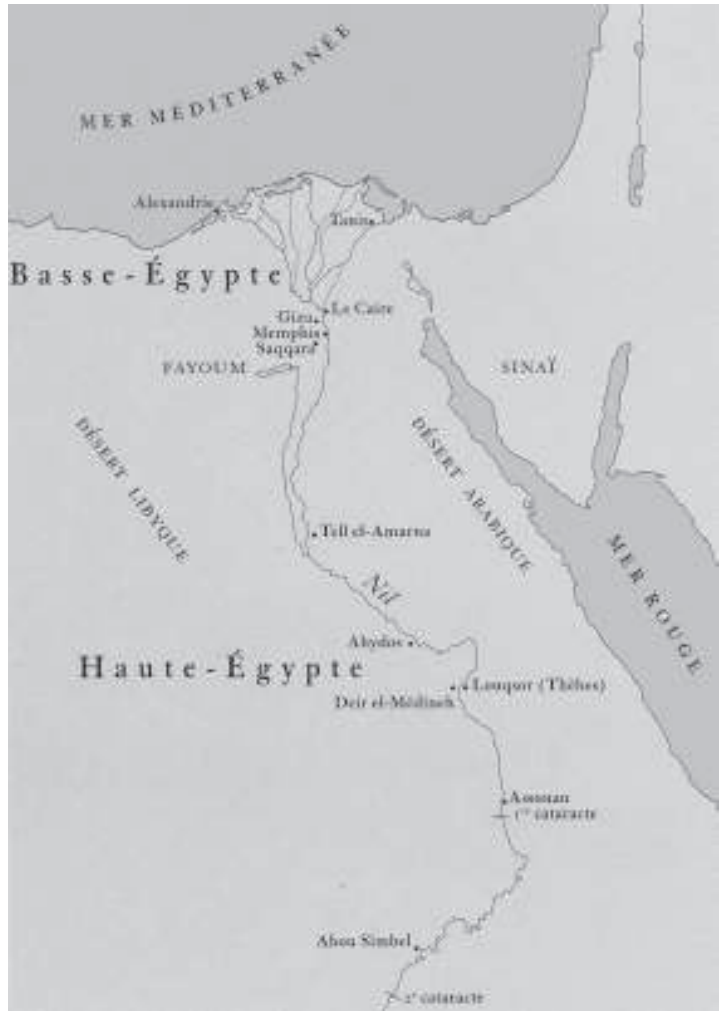 MER MÉDITERRANÉE
Alexandrie
Tanis
Basse-Égypte
Le Caire
Giza
Memphis
Saqqara
FAYOUM
SINAÏ
DÉSERT LIBYQUE
DÉSERT ARABIQUE
Tell el-Amarna
MER ROUGE
Nil
Abydos
Haute-Égypte
Louqsor (Thèbes)
Deir el-Médineh
Assouan
1re cataracte
Abou Simbel
2e cataracte